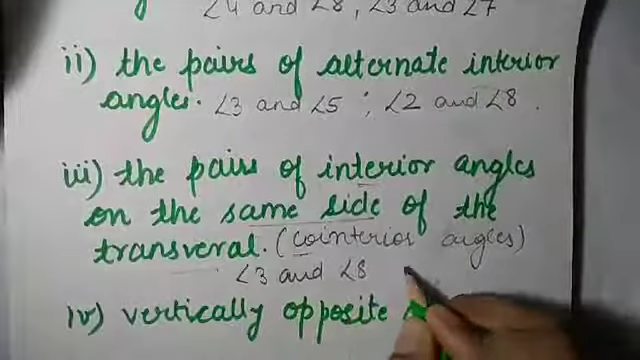 ∠4 and ∠8, ∠3 and ∠7
ii) the pairs of alternate interior
angles. ∠3 and ∠5 ; ∠2 and ∠8 .
iii) the pairs of interior angles
on the same side of the
transveral. (cointerior angles)
∠3 and ∠8
iv) vertically opposite